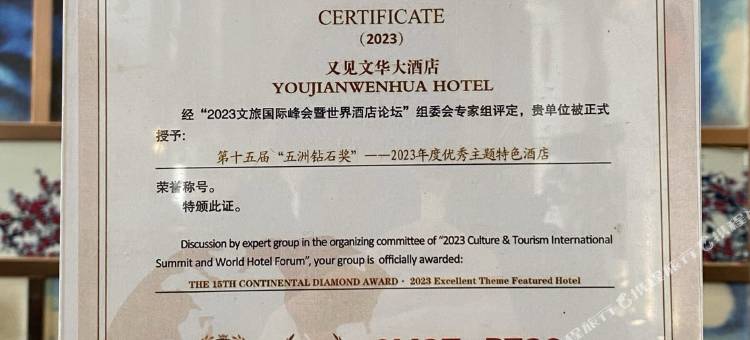 CERTIFICATE
(2023)
又见文华大酒店
YOUJIANWENHUA HOTEL
经“2023文旅国际峰会暨世界酒店论坛”组委会专家组评定，贵单位被正式
授予：
第十五届“五洲钻石奖”——2023年度优秀主题特色酒店
荣誉称号。
特颁此证。
Discussion by expert group in the organizing committee of “2023 Culture & Tourism International
Summit and World Hotel Forum”, your group is officially awarded:
THE 15TH CONTINENTAL DIAMOND AWARD · 2023 Excellent Theme Featured Hotel